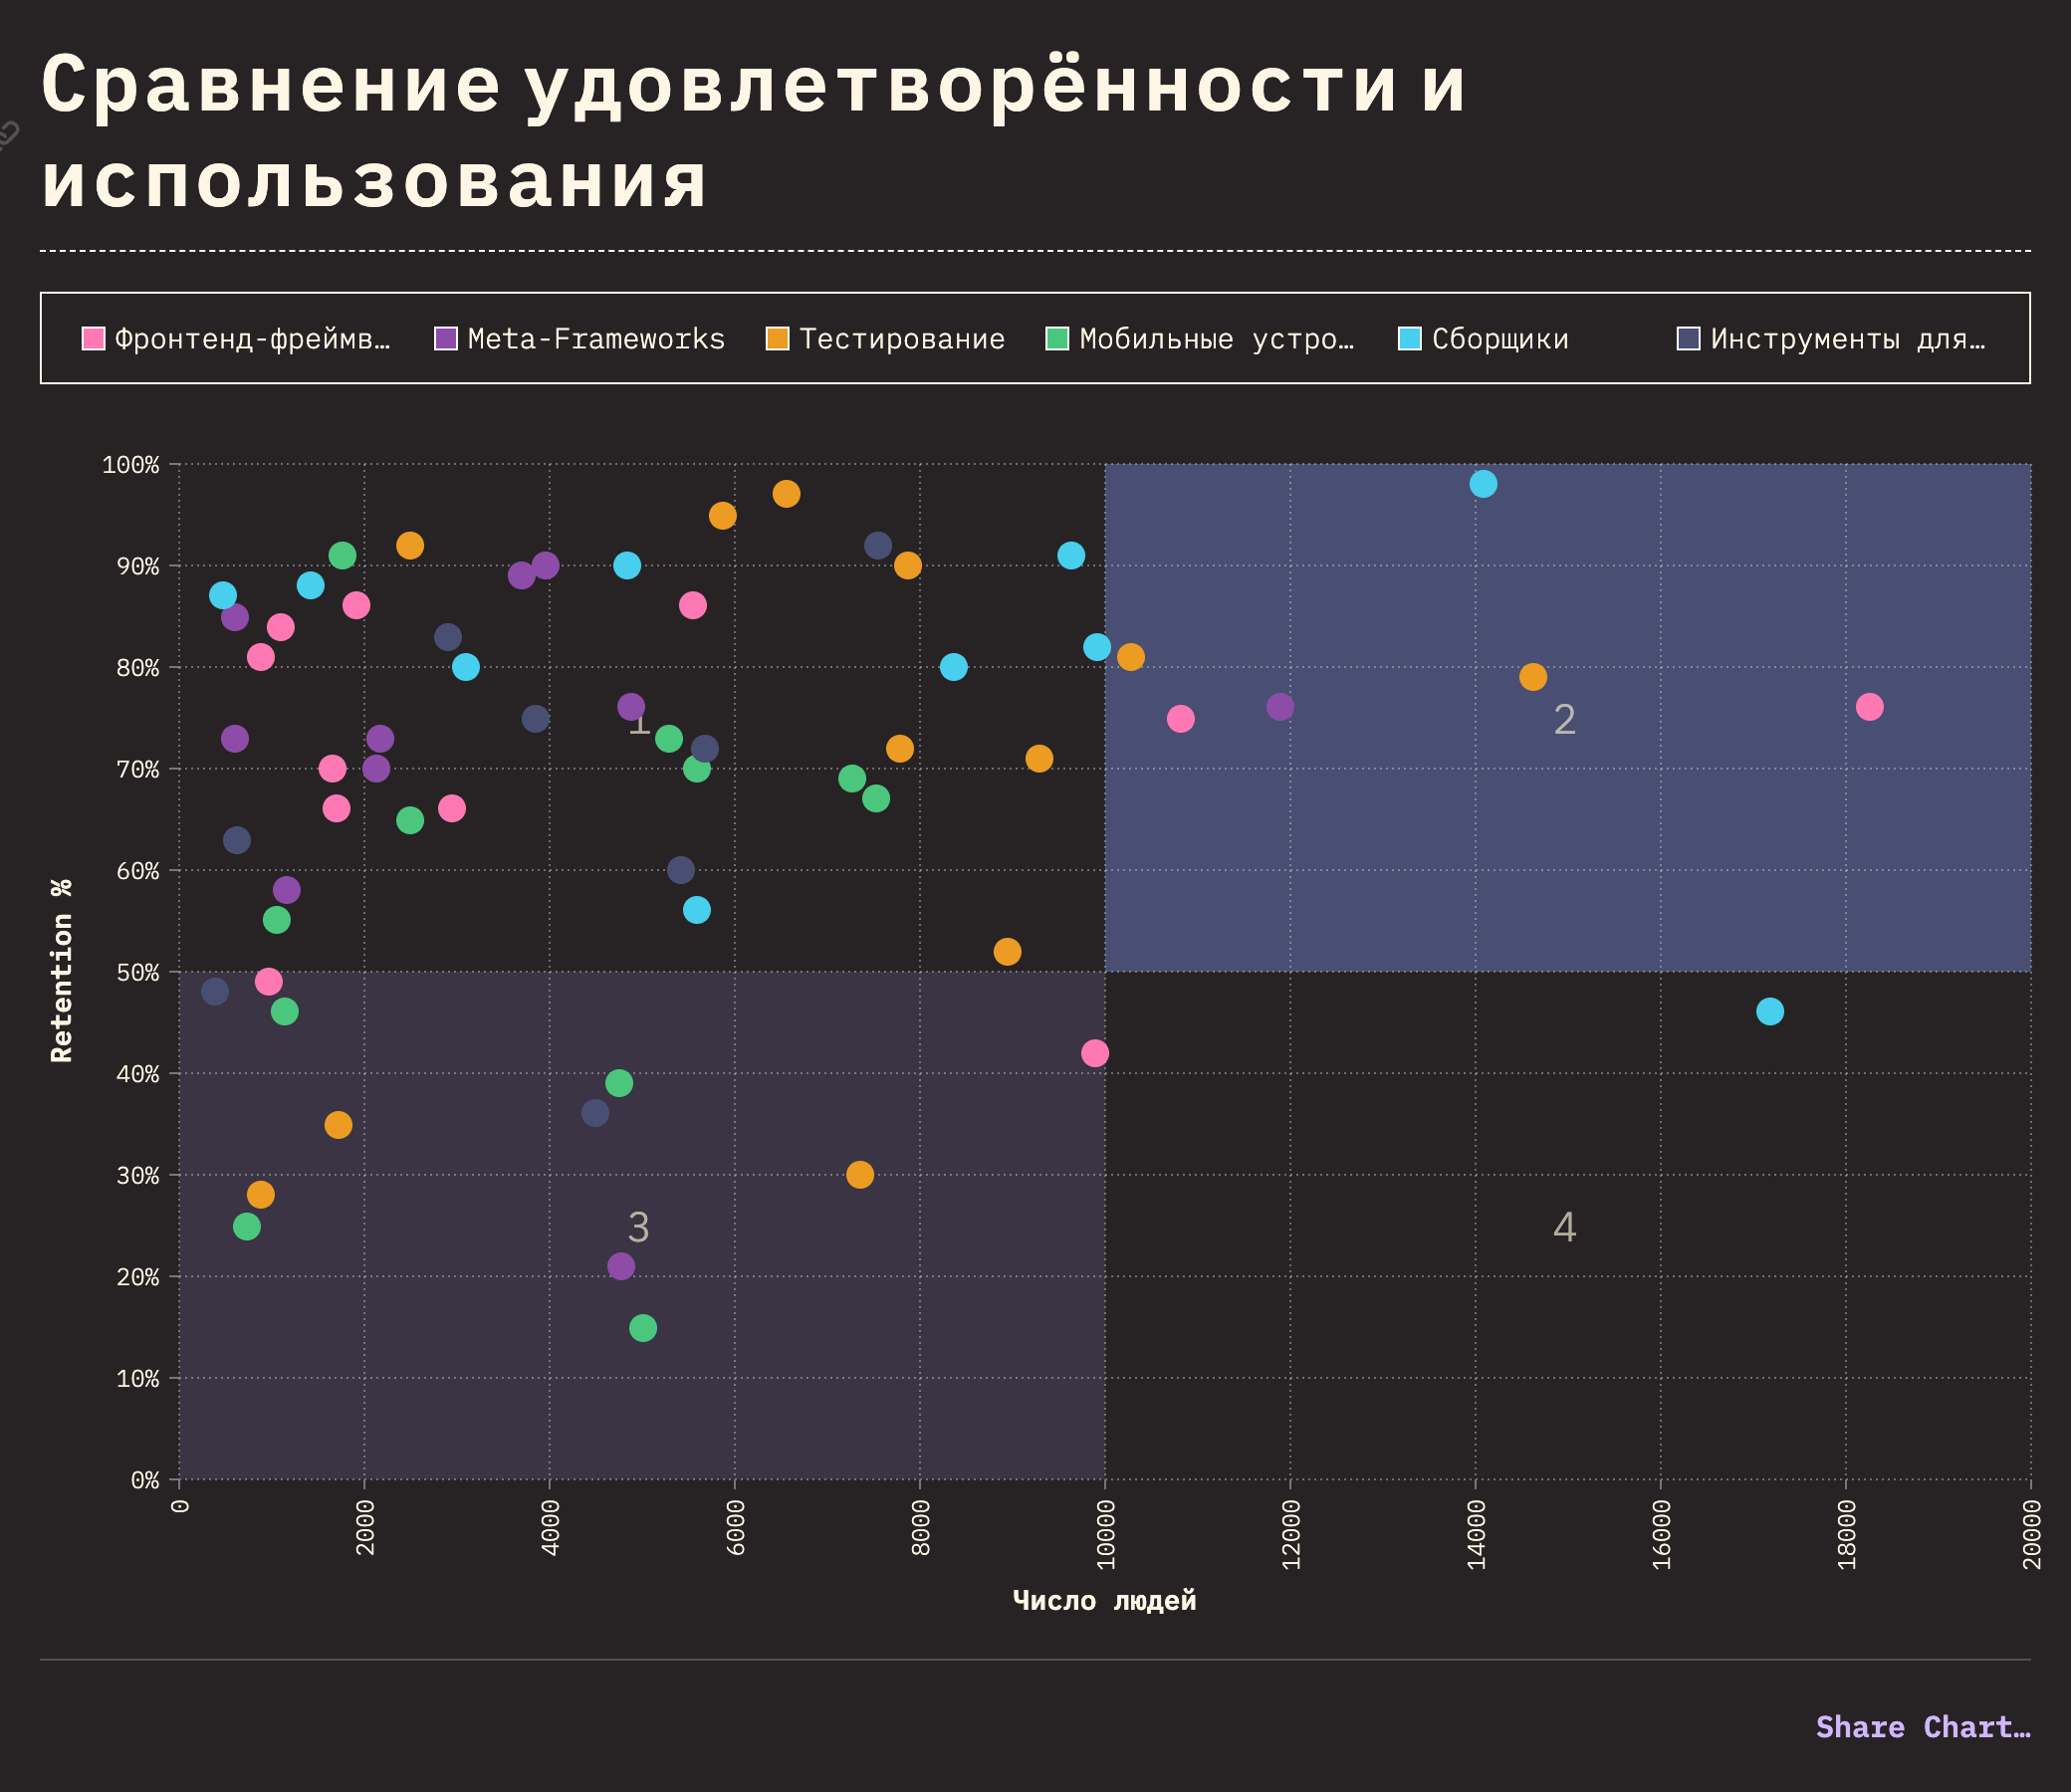 Сравнение удовлетворённости и
использования
Фронтенд-фреймв…
Meta-Frameworks
Тестирование
Мобильные устро…
Сборщики
Инструменты для…
100%
90%
80%
70%
60%
50%
40%
30%
20%
10%
0%
Retention %
1
2
3
4
0
2000
4000
6000
8000
10000
12000
14000
16000
18000
20000
Число людей
Share Chart…